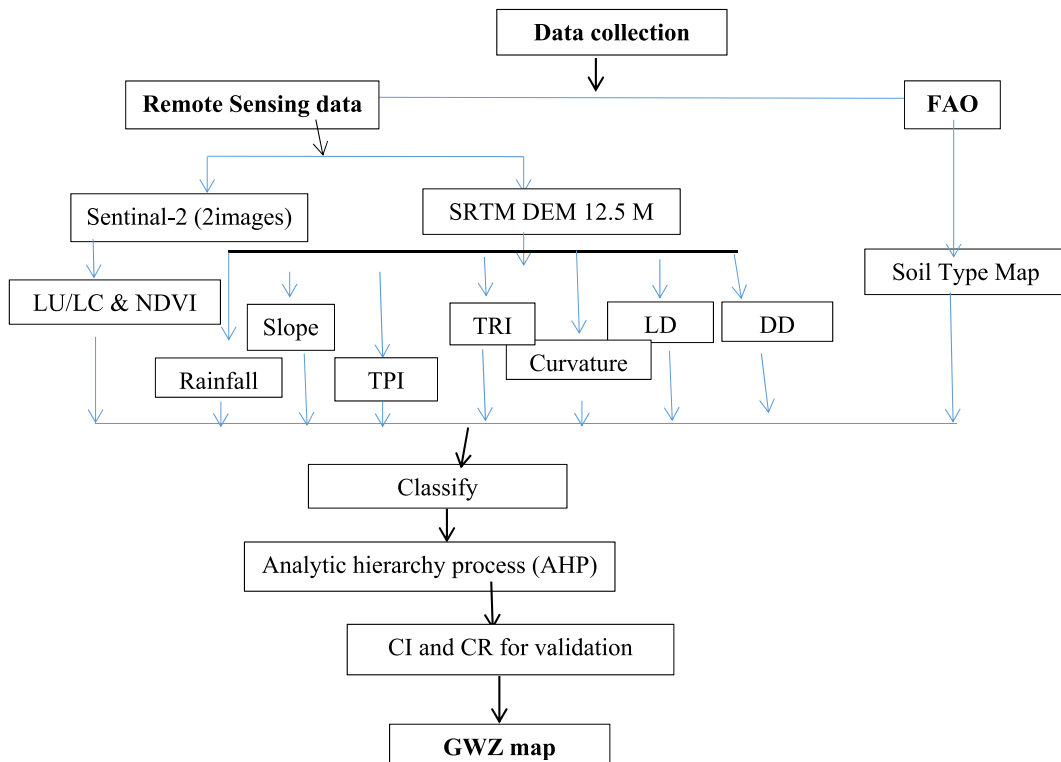 Data collection
Remote Sensing data
FAO
Sentinal-2 (2images)
SRTM DEM 12.5 M
Soil Type Map
LU/LC & NDVI
Slope
TRI
LD
DD
Rainfall
TPI
Curvature
Classify
Analytic hierarchy process (AHP)
CI and CR for validation
GWZ map